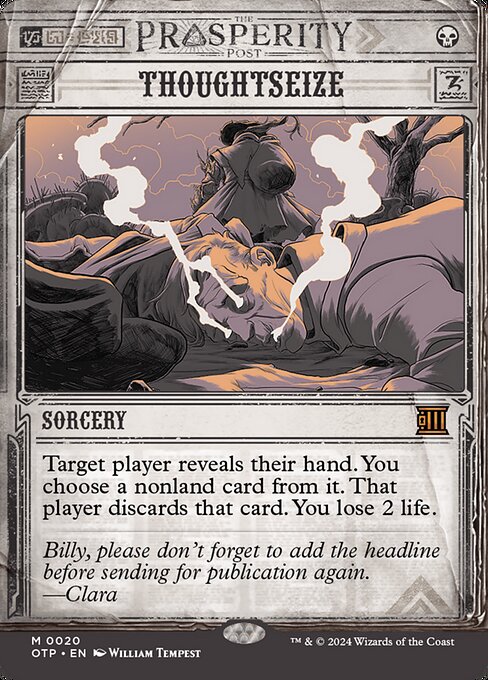 THE
PROSPERITY
POST
THOUGHTSEIZE
SORCERY
Target player reveals their hand. You
choose a nonland card from it. That
player discards that card. You lose 2 life.
Billy, please don't forget to add the headline
before sending for publication again.
—Clara
M 0020
OTP • EN WILLIAM TEMPEST
™ & © 2024 Wizards of the Coast